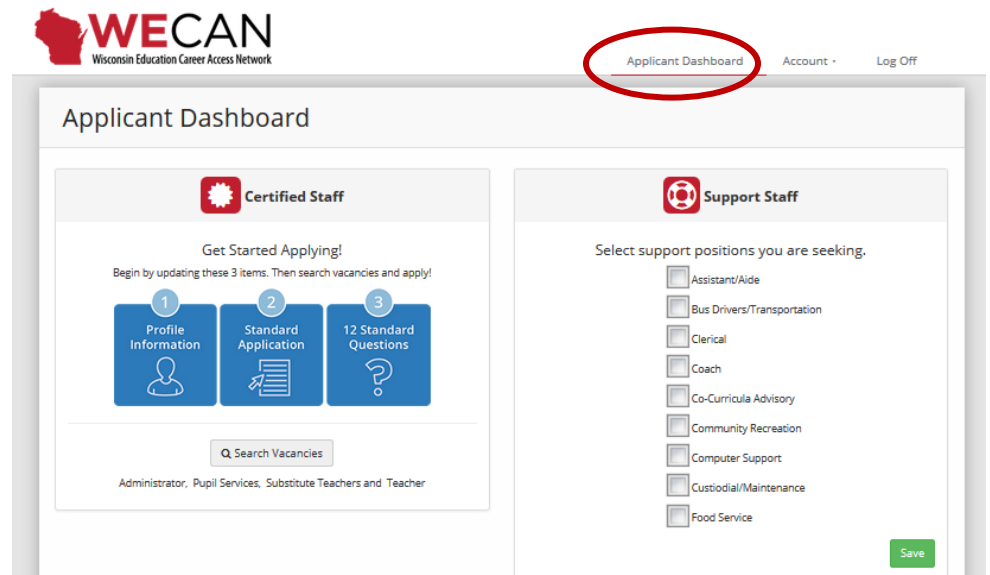 WECAN
Wisconsin Education Career Access Network
Applicant Dashboard Account Log Off
Applicant Dashboard
Certified Staff
Get Started Applying!
Begin by updating these 3 items. Then search vacancies and apply!
1 2 3
Profile Information
Standard Application
12 Standard Questions
Search Vacancies
Administrator, Pupil Services, Substitute Teachers and Teacher
Support Staff
Select support positions you are seeking.
Assistant/Aide
Bus Drivers/Transportation
Clerical
Coach
Co-Curricula Advisory
Community Recreation
Computer Support
Custiodial/Maintenance
Food Service
Save